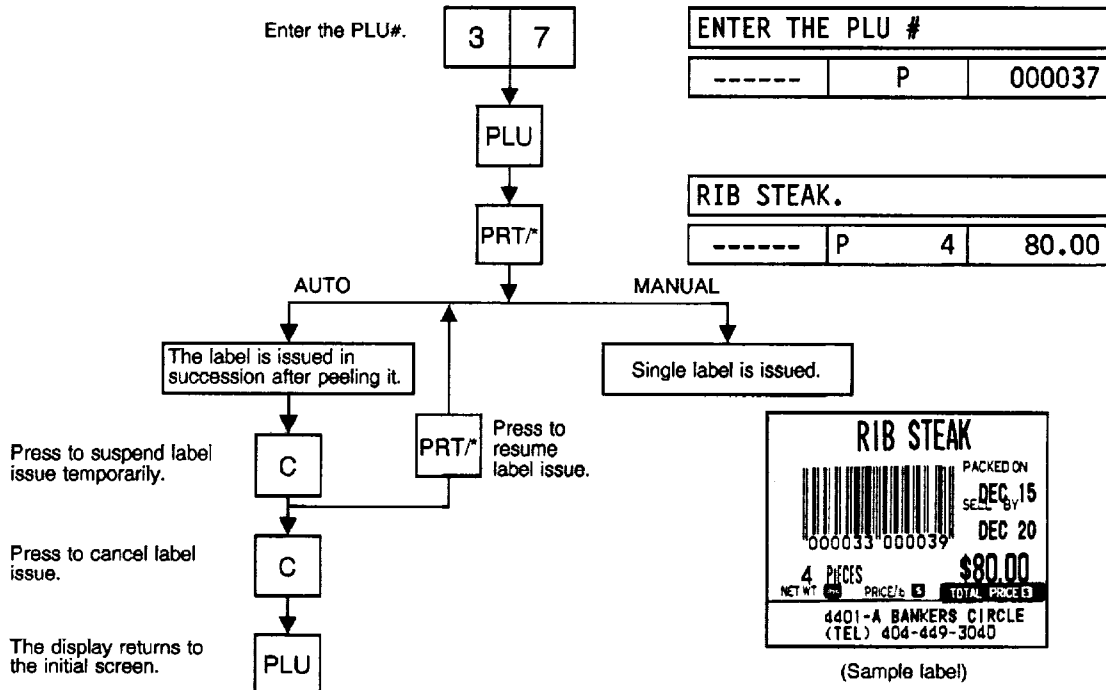 Enter the PLU#.
3 7
PLU
PRT/*
ENTER THE PLU #
------ P 000037
RIB STEAK.
------ P 4 80.00
AUTO
MANUAL
The label is issued in
succession after peeling it.
Single label is issued.
Press to suspend label
issue temporarily.
C
PRT/*
Press to
resume
label issue.
Press to cancel label
issue.
C
The display returns to
the initial screen.
PLU
RIB STEAK
PACKED ON
DEC 15
SELL BY
DEC 20
000033 000039
4 PIECES
$80.00
NET WT
PRICE/ $
TOTAL PRICE $
4401-A BANKERS CIRCLE
(TEL) 404-449-3040
(Sample label)